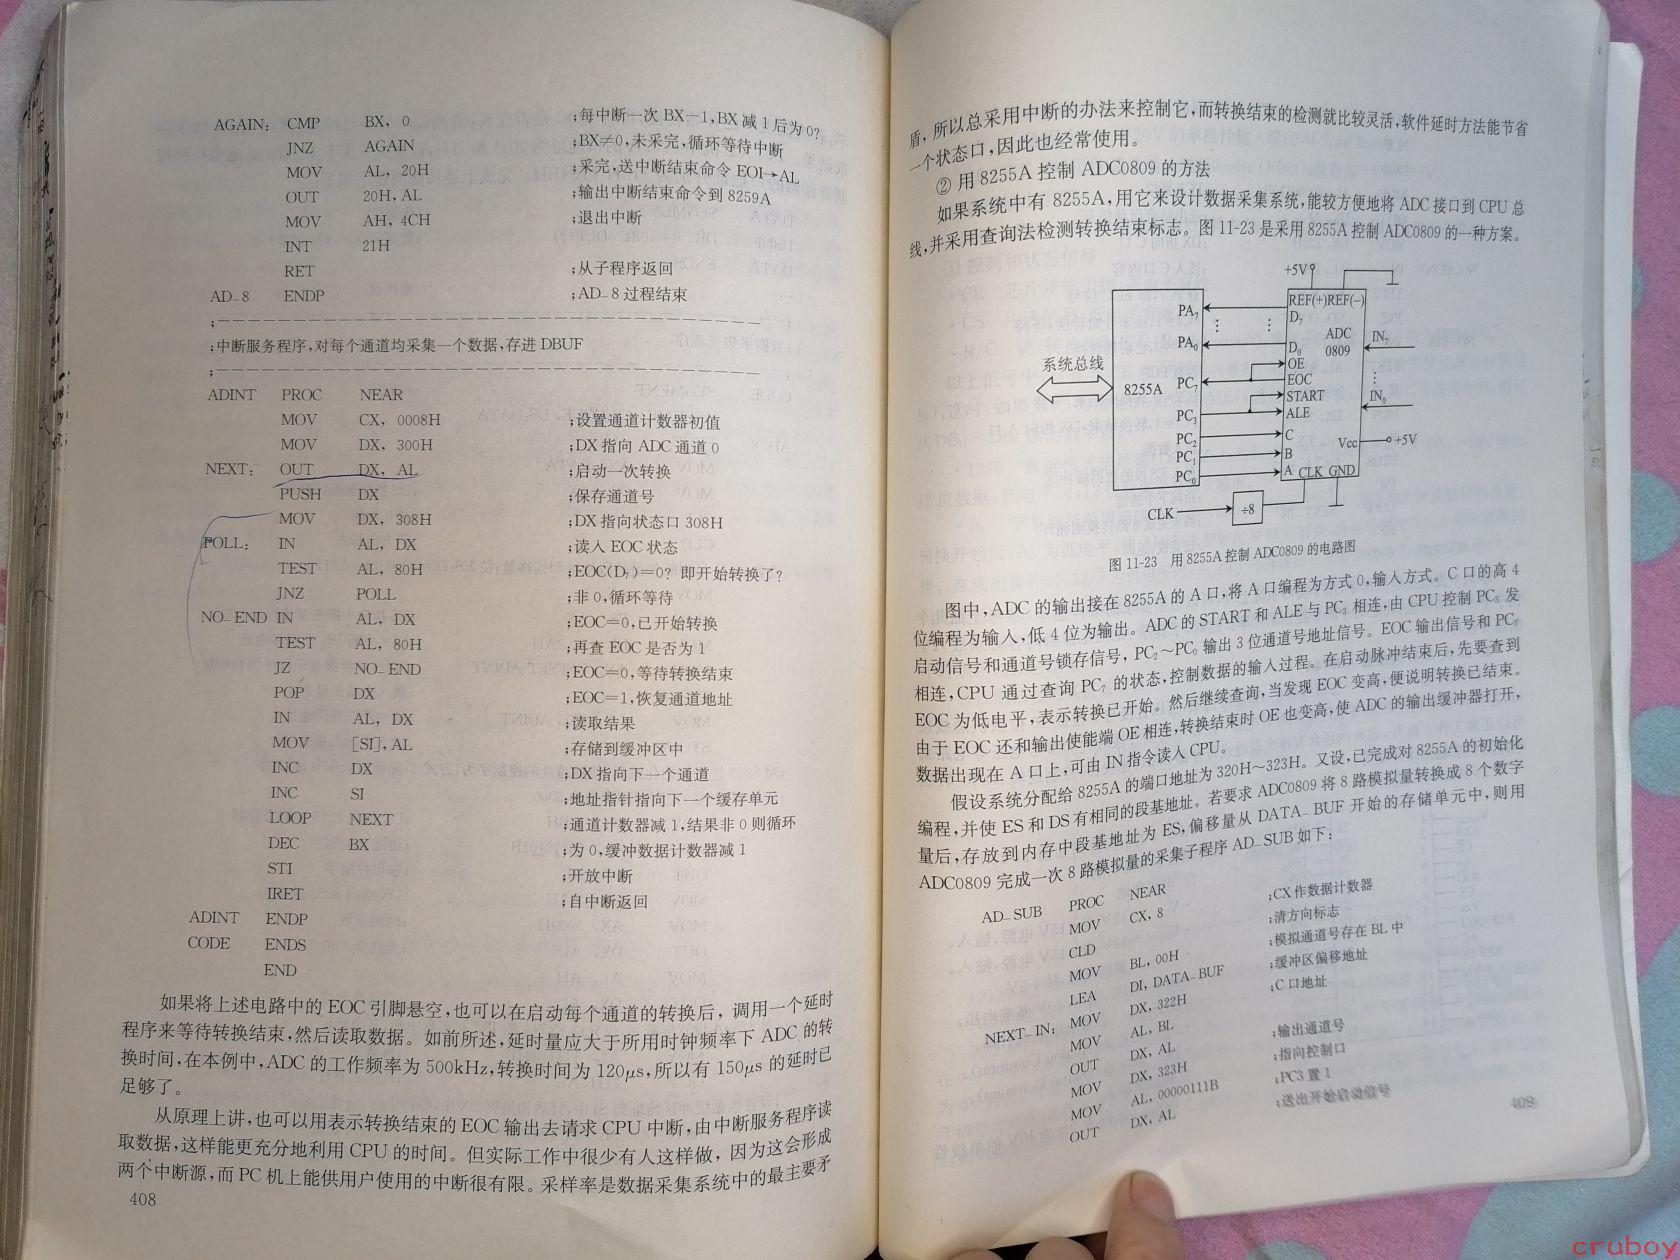 AGAIN: CMP BX, 0 ;每中断一次 BX－1,BX 减 1 后为 0?
JNZ AGAIN ;BX≠0,未采完,循环等待中断
MOV AL, 20H ;采完,送中断结束命令 EOI→AL
OUT 20H, AL ;输出中断结束命令到 8259A
MOV AH, 4CH ;退出中断
INT 21H
RET ;从子程序返回
AD_8 ENDP ;AD_8 过程结束
;中断服务程序,对每个通道均采集一个数据,存进 DBUF
ADINT PROC NEAR
MOV CX, 0008H ;设置通道计数器初值
MOV DX, 300H ;DX 指向 ADC 通道 0
NEXT: OUT DX, AL ;启动一次转换
PUSH DX ;保存通道号
MOV DX, 308H ;DX 指向状态口 308H
POLL: IN AL, DX ;读入 EOC 状态
TEST AL, 80H ;EOC(D₇)=0? 即开始转换了?
JNZ POLL ;非 0,循环等待
NO_END IN AL, DX ;EOC=0,已开始转换
TEST AL, 80H ;再查 EOC 是否为 1
JZ NO_END ;EOC=0,等待转换结束
POP DX ;EOC=1,恢复通道地址
IN AL, DX ;读取结果
MOV [SI], AL ;存储到缓冲区中
INC DX ;DX 指向下一个通道
INC SI ;地址指针指向下一个缓存单元
LOOP NEXT ;通道计数器减 1,结果非 0 则循环
DEC BX ;为 0,缓冲数据计数器减 1
STI ;开放中断
IRET ;自中断返回
ADINT ENDP
CODE ENDS
END
如果将上述电路中的 EOC 引脚悬空,也可以在启动每个通道的转换后，调用一个延时
程序来等待转换结束,然后读取数据。如前所述,延时量应大于所用时钟频率下 ADC 的转
换时间,在本例中,ADC 的工作频率为 500kHz,转换时间为 120μs,所以有 150μs 的延时已
足够了。
从原理上讲,也可以用表示转换结束的 EOC 输出去请求 CPU 中断,由中断服务程序读
取数据,这样能更充分地利用 CPU 的时间。但实际工作中很少有人这样做，因为这会形成
两个中断源,而 PC 机上能供用户使用的中断很有限。采样率是数据采集系统中的最主要矛
408
盾，所以总采用中断的办法来控制它,而转换结束的检测就比较灵活,软件延时方法能节省
一个状态口,因此也经常使用。
② 用 8255A 控制 ADC0809 的方法
如果系统中有 8255A,用它来设计数据采集系统,能较方便地将 ADC 接口到 CPU 总
线,并采用查询法检测转换结束标志。图 11-23 是采用 8255A 控制 ADC0809 的一种方案。
+5V
REF(+)REF(−)
PA₇ D₇
ADC
0809
IN₇
PA₀ D₀
系统总线
OE
8255A PC₇ EOC
START
IN₀
PC₃ ALE
PC₂ C
Vcc +5V
PC₁ B
PC₀ A CLK GND
CLK ÷8
图 11-23 用 8255A 控制 ADC0809 的电路图
图中,ADC 的输出接在 8255A 的 A 口,将 A 口编程为方式 0,输入方式。C 口的高 4
位编程为输入，低 4 位为输出。ADC 的 START 和 ALE 与 PC₃ 相连,由 CPU 控制 PC₃ 发
启动信号和通道号锁存信号，PC₂～PC₀ 输出 3 位通道号地址信号。EOC 输出信号和 PC₇
相连,CPU 通过查询 PC₇ 的状态,控制数据的输入过程。在启动脉冲结束后,先要查到
EOC 为低电平,表示转换已开始。然后继续查询,当发现 EOC 变高,便说明转换已结束。
由于 EOC 还和输出使能端 OE 相连,转换结束时 OE 也变高,使 ADC 的输出缓冲器打开,
数据出现在 A 口上,可由 IN 指令读入 CPU。
假设系统分配给 8255A 的端口地址为 320H～323H。又设,已完成对 8255A 的初始化
编程,并使 ES 和 DS 有相同的段基地址。若要求 ADC0809 将 8 路模拟量转换成 8 个数字
量后,存放到内存中段基地址为 ES,偏移量从 DATA_BUF 开始的存储单元中,则用
ADC0809 完成一次 8 路模拟量的采集子程序 AD_SUB 如下：
AD_SUB PROC NEAR
MOV CX, 8 ;CX 作数据计数器
CLD ;清方向标志
MOV BL, 00H ;模拟通道号存在 BL 中
LEA DI, DATA_BUF ;缓冲区偏移地址
NEXT_IN: MOV DX, 322H ;C 口地址
MOV AL, BL
OUT DX, AL ;输出通道号
MOV DX, 323H ;指向控制口
MOV AL, 00000111B ;PC3 置 1
OUT DX, AL ;送出开始启动信号
409
cruboy